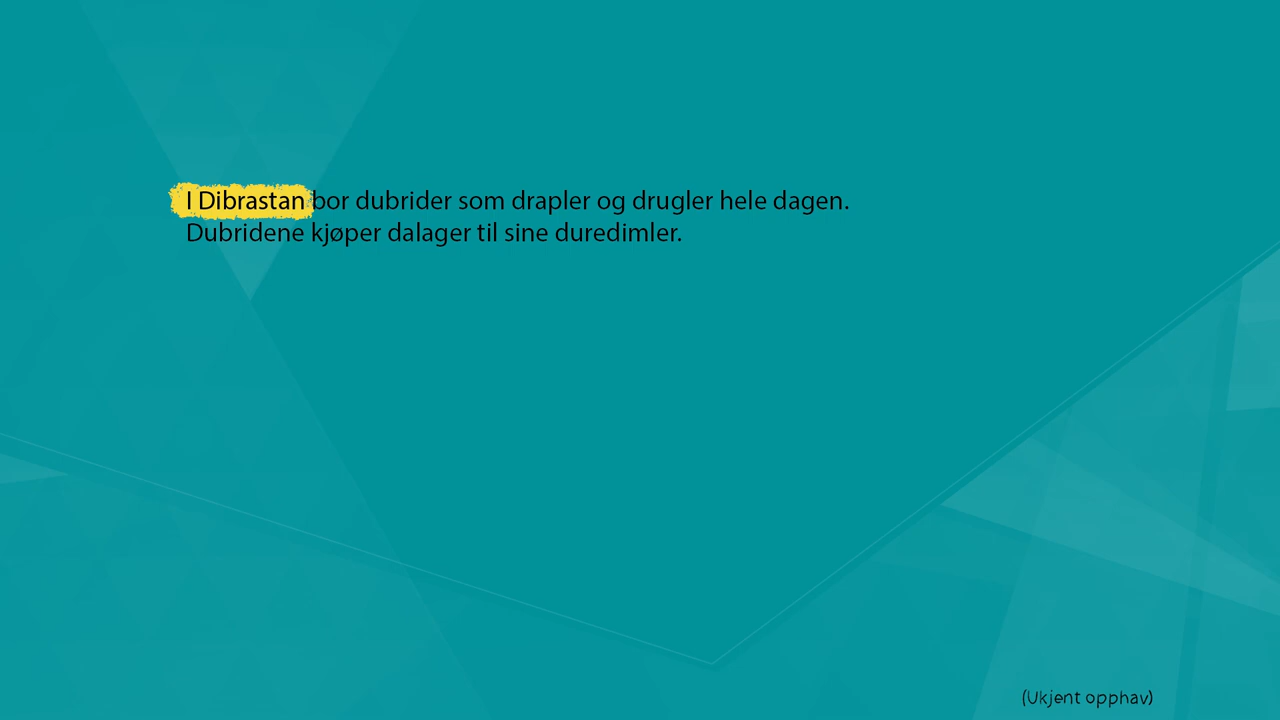 I Dibrastan bor dubrider som drapler og drugler hele dagen.
Dubridene kjøper dalager til sine duredimler.
(Ukjent opphav)